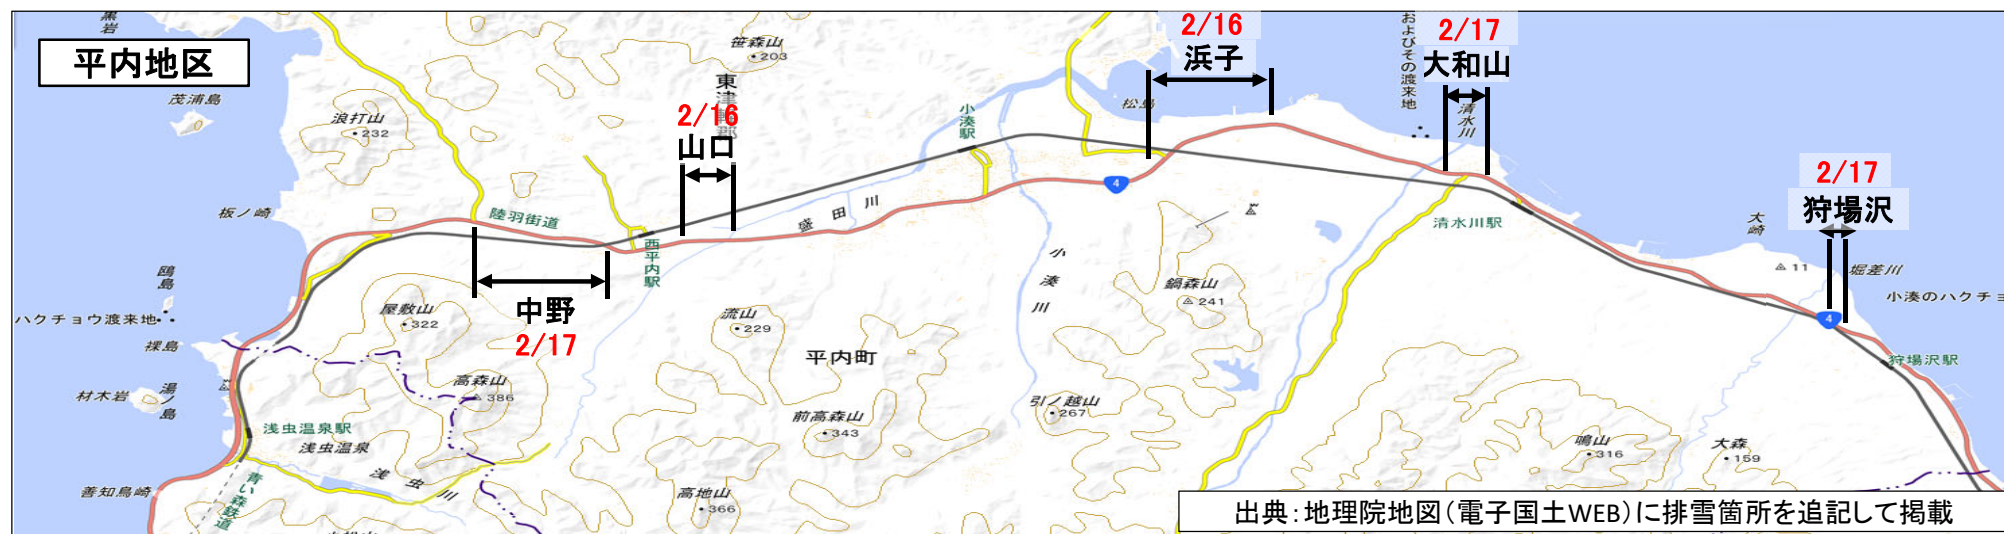 平内地区
黒岩
茂浦島
浪打山
232
笹森山
203
東津軽郡
2/16
山口
小湊駅
松島
2/16
浜子
およびその渡来地
2/17
大和山
清水川
2/17
狩場沢
大崎
11
堀差川
小湊のハクチョ
板ノ崎
陸羽街道
西平内駅
盛田川
4
清水川駅
小湊川
鍋森山
241
4
狩場沢駅
鴎島
ハクチョウ渡来地
裸島
材木岩
湯ノ島
屋敷山
322
中野
2/17
流山
229
平内町
高森山
386
前高森山
343
引ノ越山
267
鳴山
316
大森
159
浅虫温泉駅
浅虫温泉
浅虫川
善知鳥崎
青い森鉄道
高地山
366
出典:地理院地図(電子国土WEB)に排雪箇所を追記して掲載